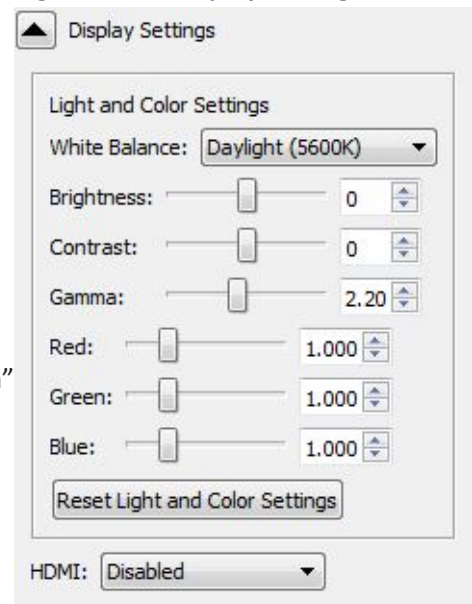 Display Settings
Light and Color Settings
White Balance: Daylight (5600K)
Brightness: 0
Contrast: 0
Gamma: 2.20
Red: 1.000
Green: 1.000
Blue: 1.000
Reset Light and Color Settings
HDMI: Disabled